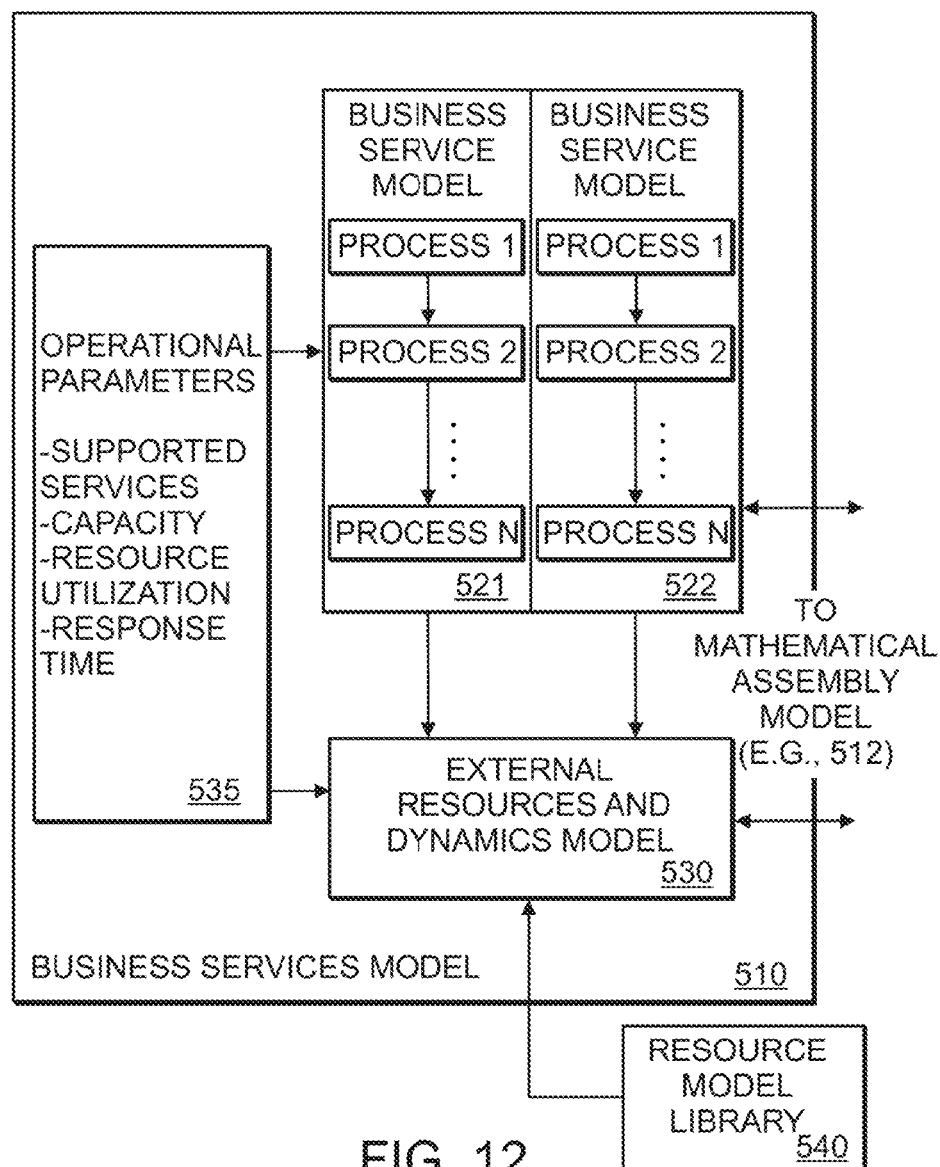 BUSINESS
SERVICE
MODEL
PROCESS 1
PROCESS 2
PROCESS N
521
BUSINESS
SERVICE
MODEL
PROCESS 1
PROCESS 2
PROCESS N
522
OPERATIONAL
PARAMETERS
-SUPPORTED
SERVICES
-CAPACITY
-RESOURCE
UTILIZATION
-RESPONSE
TIME
535
TO
MATHEMATICAL
ASSEMBLY
MODEL
(E.G., 512)
EXTERNAL
RESOURCES AND
DYNAMICS MODEL
530
BUSINESS SERVICES MODEL
510
RESOURCE
MODEL
LIBRARY
540
FIG. 12